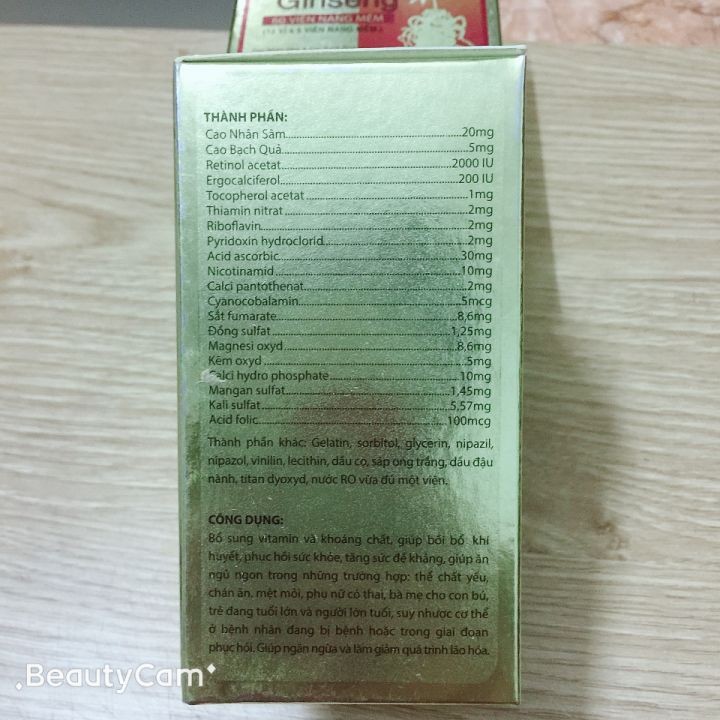 Ginseng
60 VIÊN NANG MỀM
(12 VỈ X 5 VIÊN NANG MỀM)
THÀNH PHẦN:
Cao Nhân Sâm....................20mg
Cao Bạch Quả....................5mg
Retinol acetat....................2000 IU
Ergocalciferol....................200 IU
Tocopherol acetat....................1mg
Thiamin nitrat....................2mg
Riboflavin....................2mg
Pyridoxin hydroclorid....................2mg
Acid ascorbic....................30mg
Nicotinamid....................10mg
Calci pantothenat....................2mg
Cyanocobalamin....................5mcg
Sắt fumarate....................8,6mg
Đồng sulfat....................1,25mg
Magnesi oxyd....................8,6mg
Kẽm oxyd....................5mg
Calci hydro phosphate....................10mg
Mangan sulfat....................1,45mg
Kali sulfat....................5,57mg
Acid folic....................100mcg
Thành phần khác: Gelatin, sorbitol, glycerin, nipazil,
nipazol, vinilin, lecithin, dầu cọ, sáp ong trắng, dầu đậu
nành, titan dyoxyd, nước RO vừa đủ một viên.
CÔNG DỤNG:
Bổ sung vitamin và khoáng chất, giúp bồi bổ khí
huyết, phục hồi sức khỏe, tăng sức đề kháng, giúp ăn
ngủ ngon trong những trường hợp: thể chất yếu,
chán ăn, mệt mỏi, phụ nữ có thai, bà mẹ cho con bú,
trẻ đang tuổi lớn và người lớn tuổi, suy nhược cơ thể
ở bệnh nhân đang bị bệnh hoặc trong giai đoạn
phục hồi. Giúp ngăn ngừa và làm giảm quá trình lão hóa.
BeautyCam